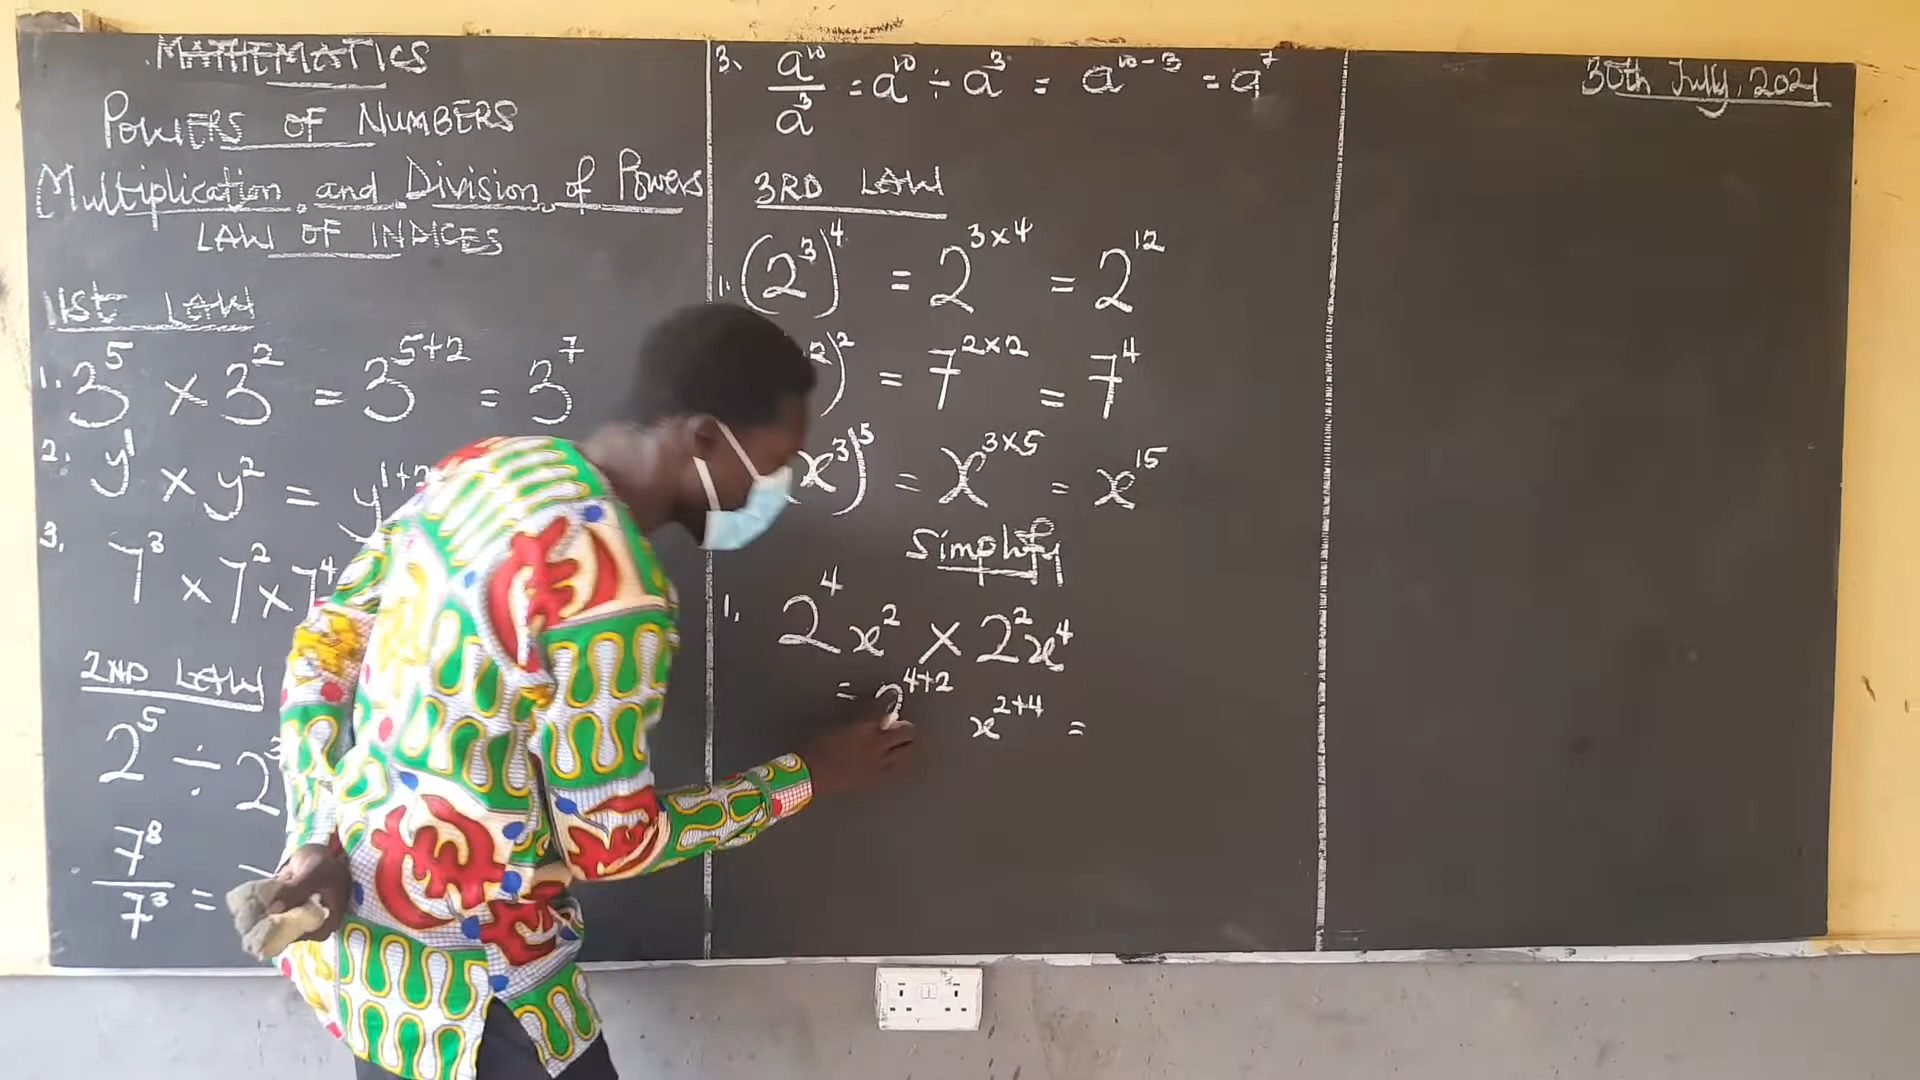 MATHEMATICS
POWERS OF NUMBERS
Multiplication and Division of Powers
LAW OF INDICES
1ST LAW
1. 3⁵ × 3² = 3⁵⁺² = 3⁷
2. y¹ × y² = y¹⁺²
3. 7³ × 7² × 7⁴
2ND LAW
2⁵ ÷ 2³
7⁸/7³ =
3. a¹⁰/a³ = a¹⁰ ÷ a³ = a¹⁰⁻³ = a⁷
3RD LAW
1. (2³)⁴ = 2³ˣ⁴ = 2¹²
²)² = 7²ˣ² = 7⁴
x³)⁵ = x³ˣ⁵ = x¹⁵
Simplify
1. 2⁴x² × 2²x⁴
= 2⁴⁺² x²⁺⁴ =
30th July, 2021